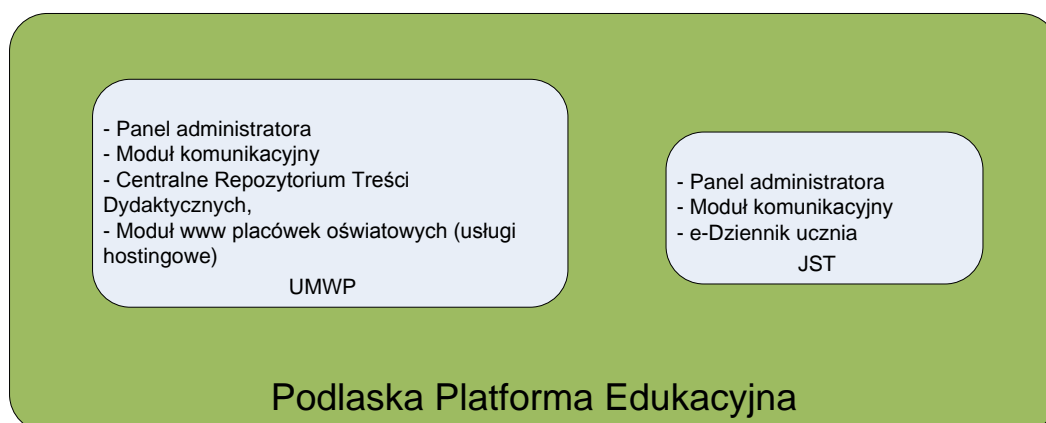 - Panel administratora
- Moduł komunikacyjny
- Centralne Repozytorium Treści
Dydaktycznych,
- Moduł www placówek oświatowych (usługi
hostingowe)
UMWP
- Panel administratora
- Moduł komunikacyjny
- e-Dziennik ucznia
JST
Podlaska Platforma Edukacyjna